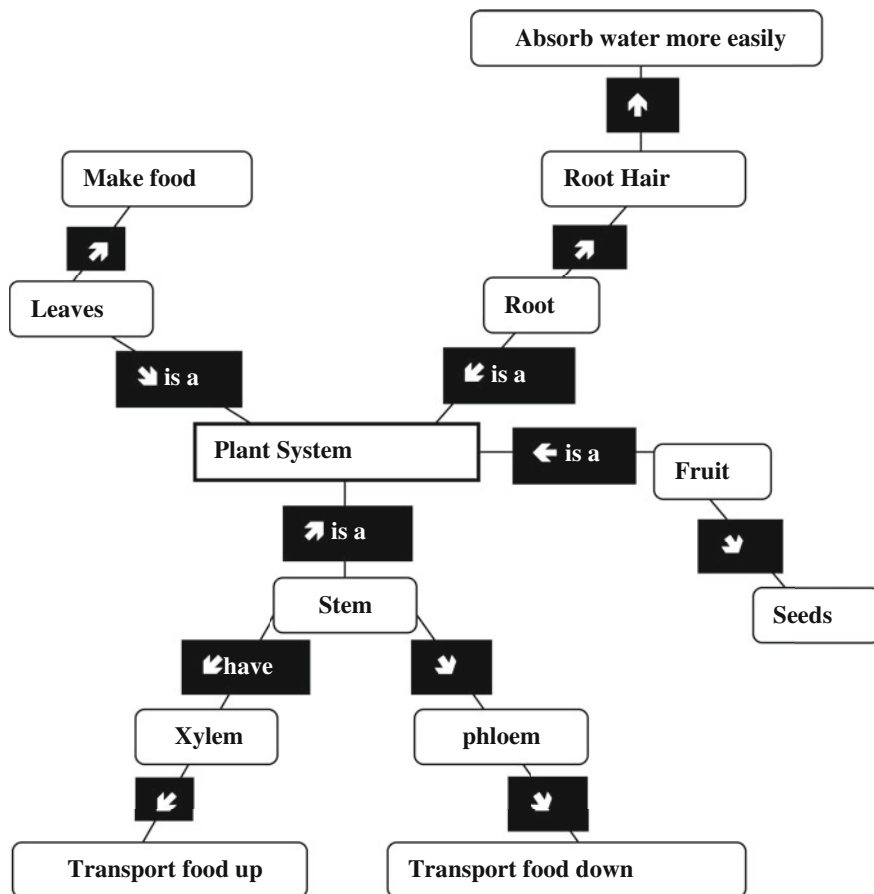 Absorb water more easily
Make food
Root Hair
Leaves
Root
is a
is a
Plant System
is a
Fruit
is a
Stem
Seeds
have
Xylem
phloem
Transport food up
Transport food down